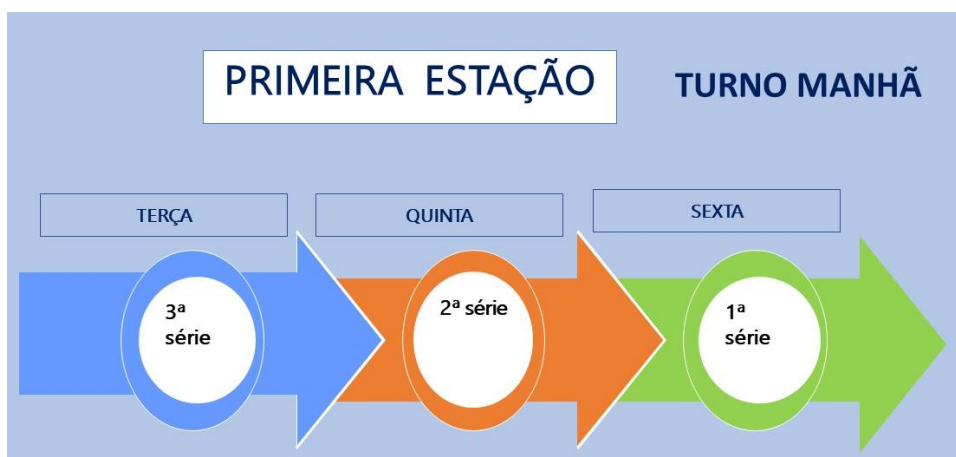 PRIMEIRA ESTAÇÃO
TURNO MANHÃ
TERÇA
QUINTA
SEXTA
3ª
série
2ª série
1ª
série